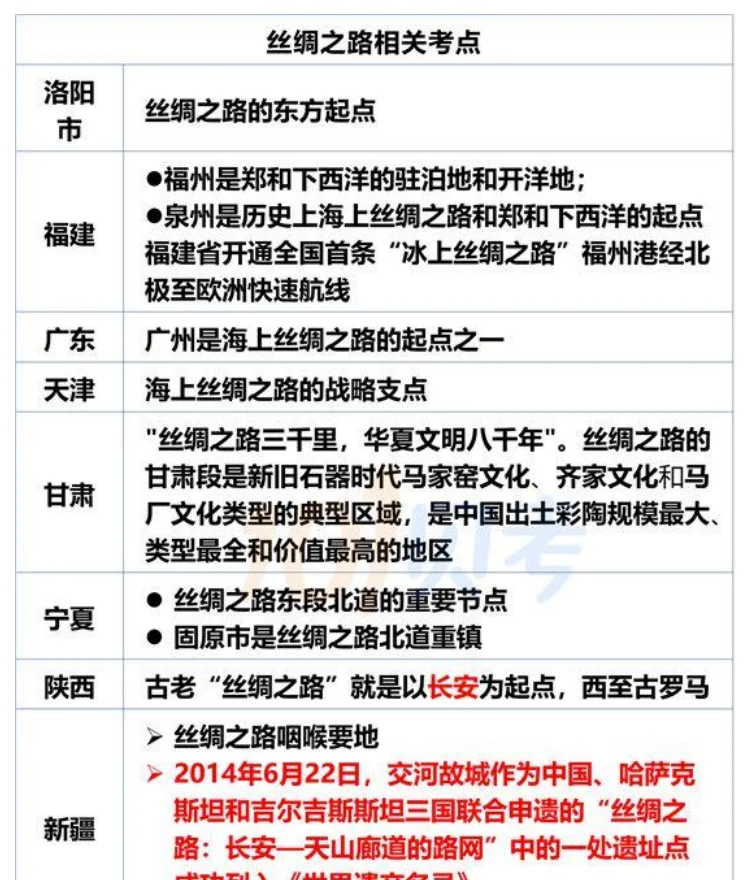 丝绸之路相关考点
洛阳
市
丝绸之路的东方起点
福建
●福州是郑和下西洋的驻泊地和开洋地；
●泉州是历史上海上丝绸之路和郑和下西洋的起点
福建省开通全国首条“冰上丝绸之路”福州港经北
极至欧洲快速航线
广东
广州是海上丝绸之路的起点之一
天津
海上丝绸之路的战略支点
甘肃
"丝绸之路三千里，华夏文明八千年"。丝绸之路的
甘肃段是新旧石器时代马家窑文化、齐家文化和马
厂文化类型的典型区域，是中国出土彩陶规模最大、
类型最全和价值最高的地区
宁夏
● 丝绸之路东段北道的重要节点
● 固原市是丝绸之路北道重镇
陕西
古老“丝绸之路”就是以长安为起点，西至古罗马
新疆
➢ 丝绸之路咽喉要地
➢ 2014年6月22日，交河故城作为中国、哈萨克
斯坦和吉尔吉斯斯坦三国联合申遗的“丝绸之
路：长安—天山廊道的路网”中的一处遗址点
成功列入《世界遗产名录》